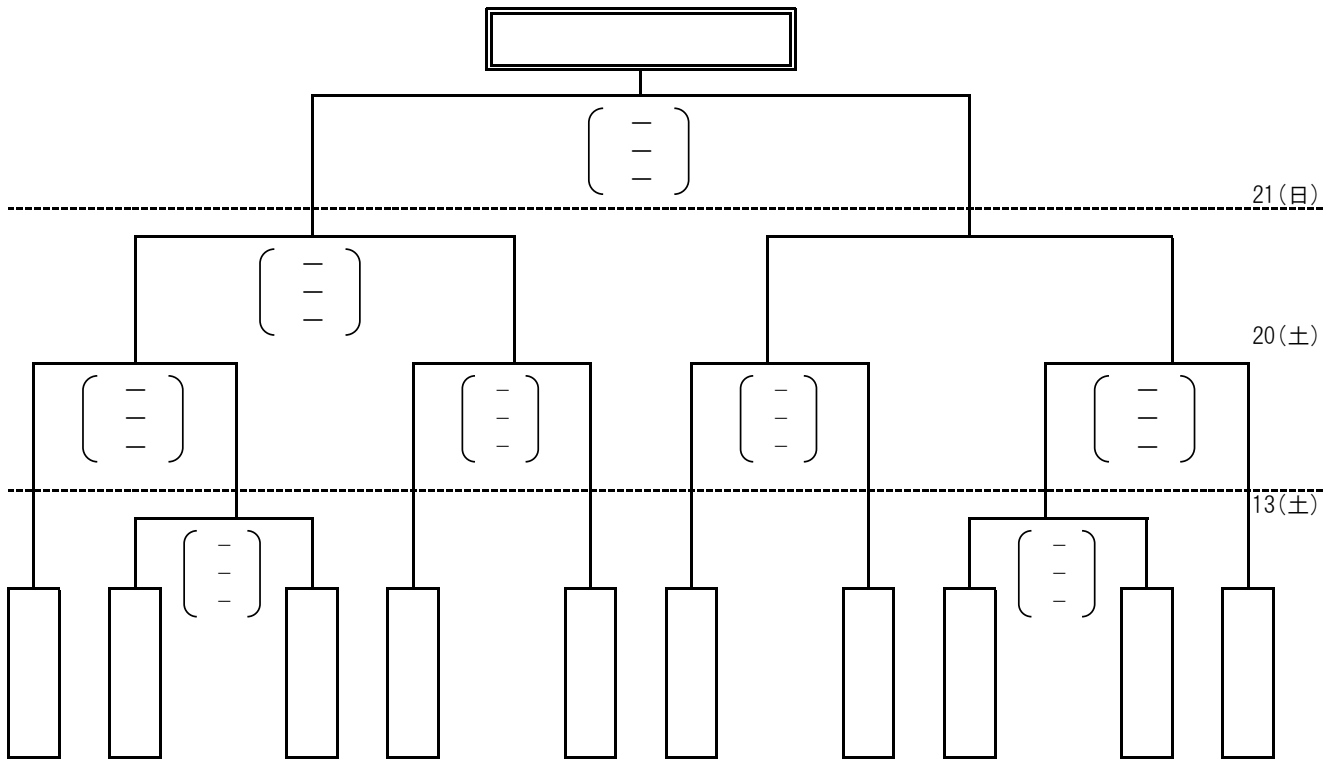 — 
— 
— 
21(日)
— 
— 
— 
20(土)
— — — —
— — — —
— — — —
13(土)
— —
— —
— —